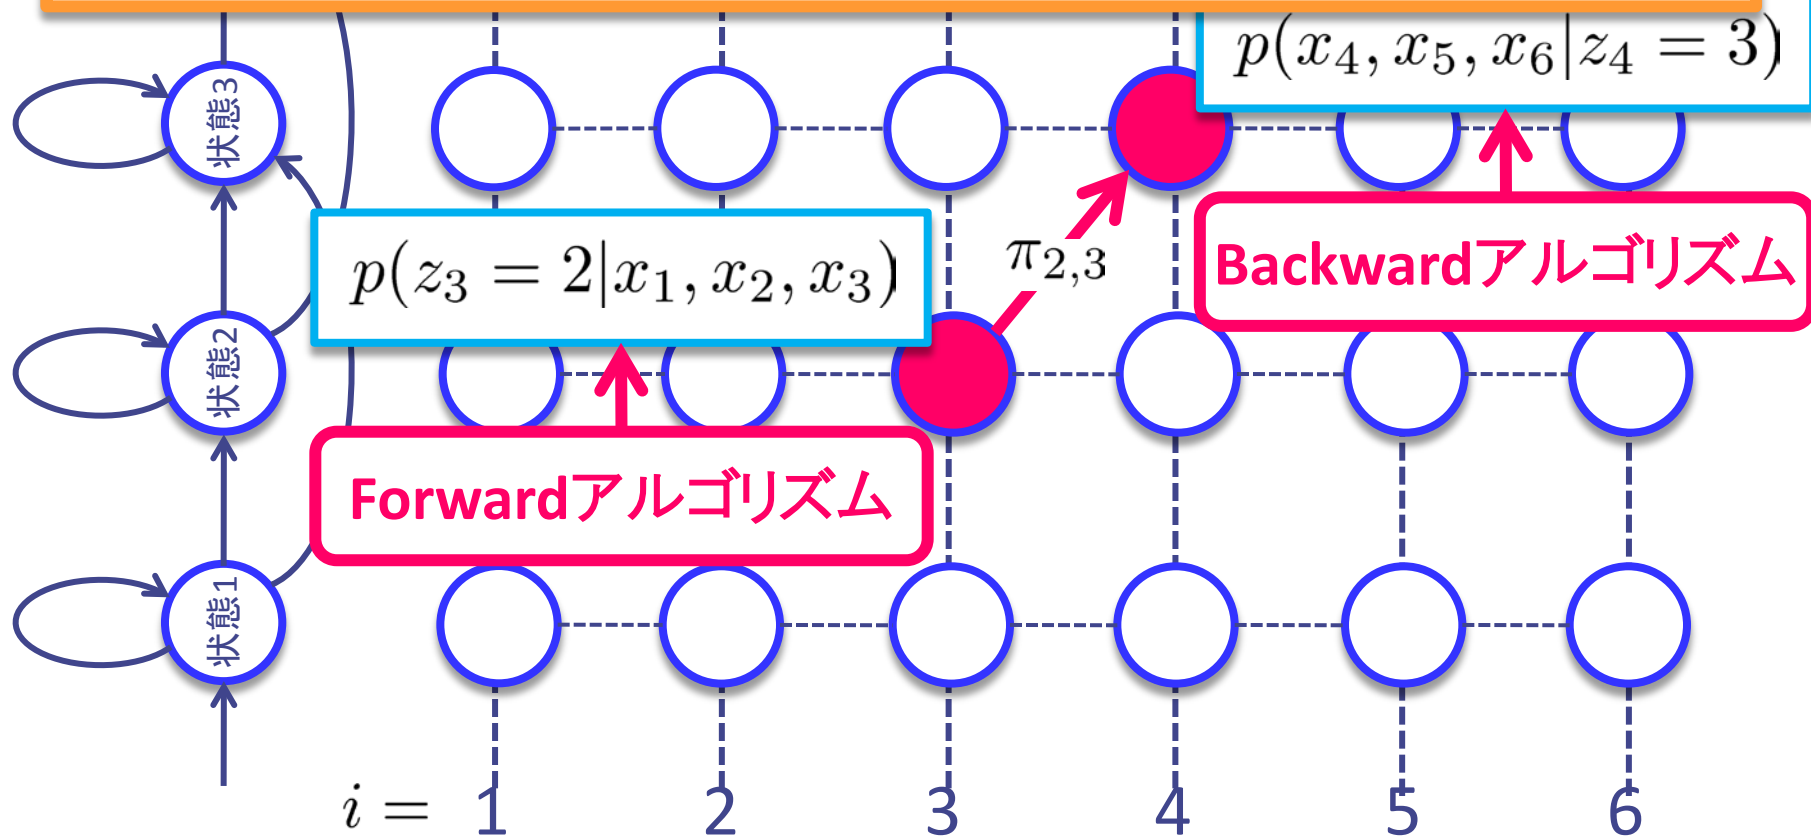 p(x₄, x₅, x₆|z₄ = 3)
状態3
p(z₃ = 2|x₁, x₂, x₃)
π₂,₃
Backwardアルゴリズム
状態2
Forwardアルゴリズム
状態1
i = 1 2 3 4 5 6